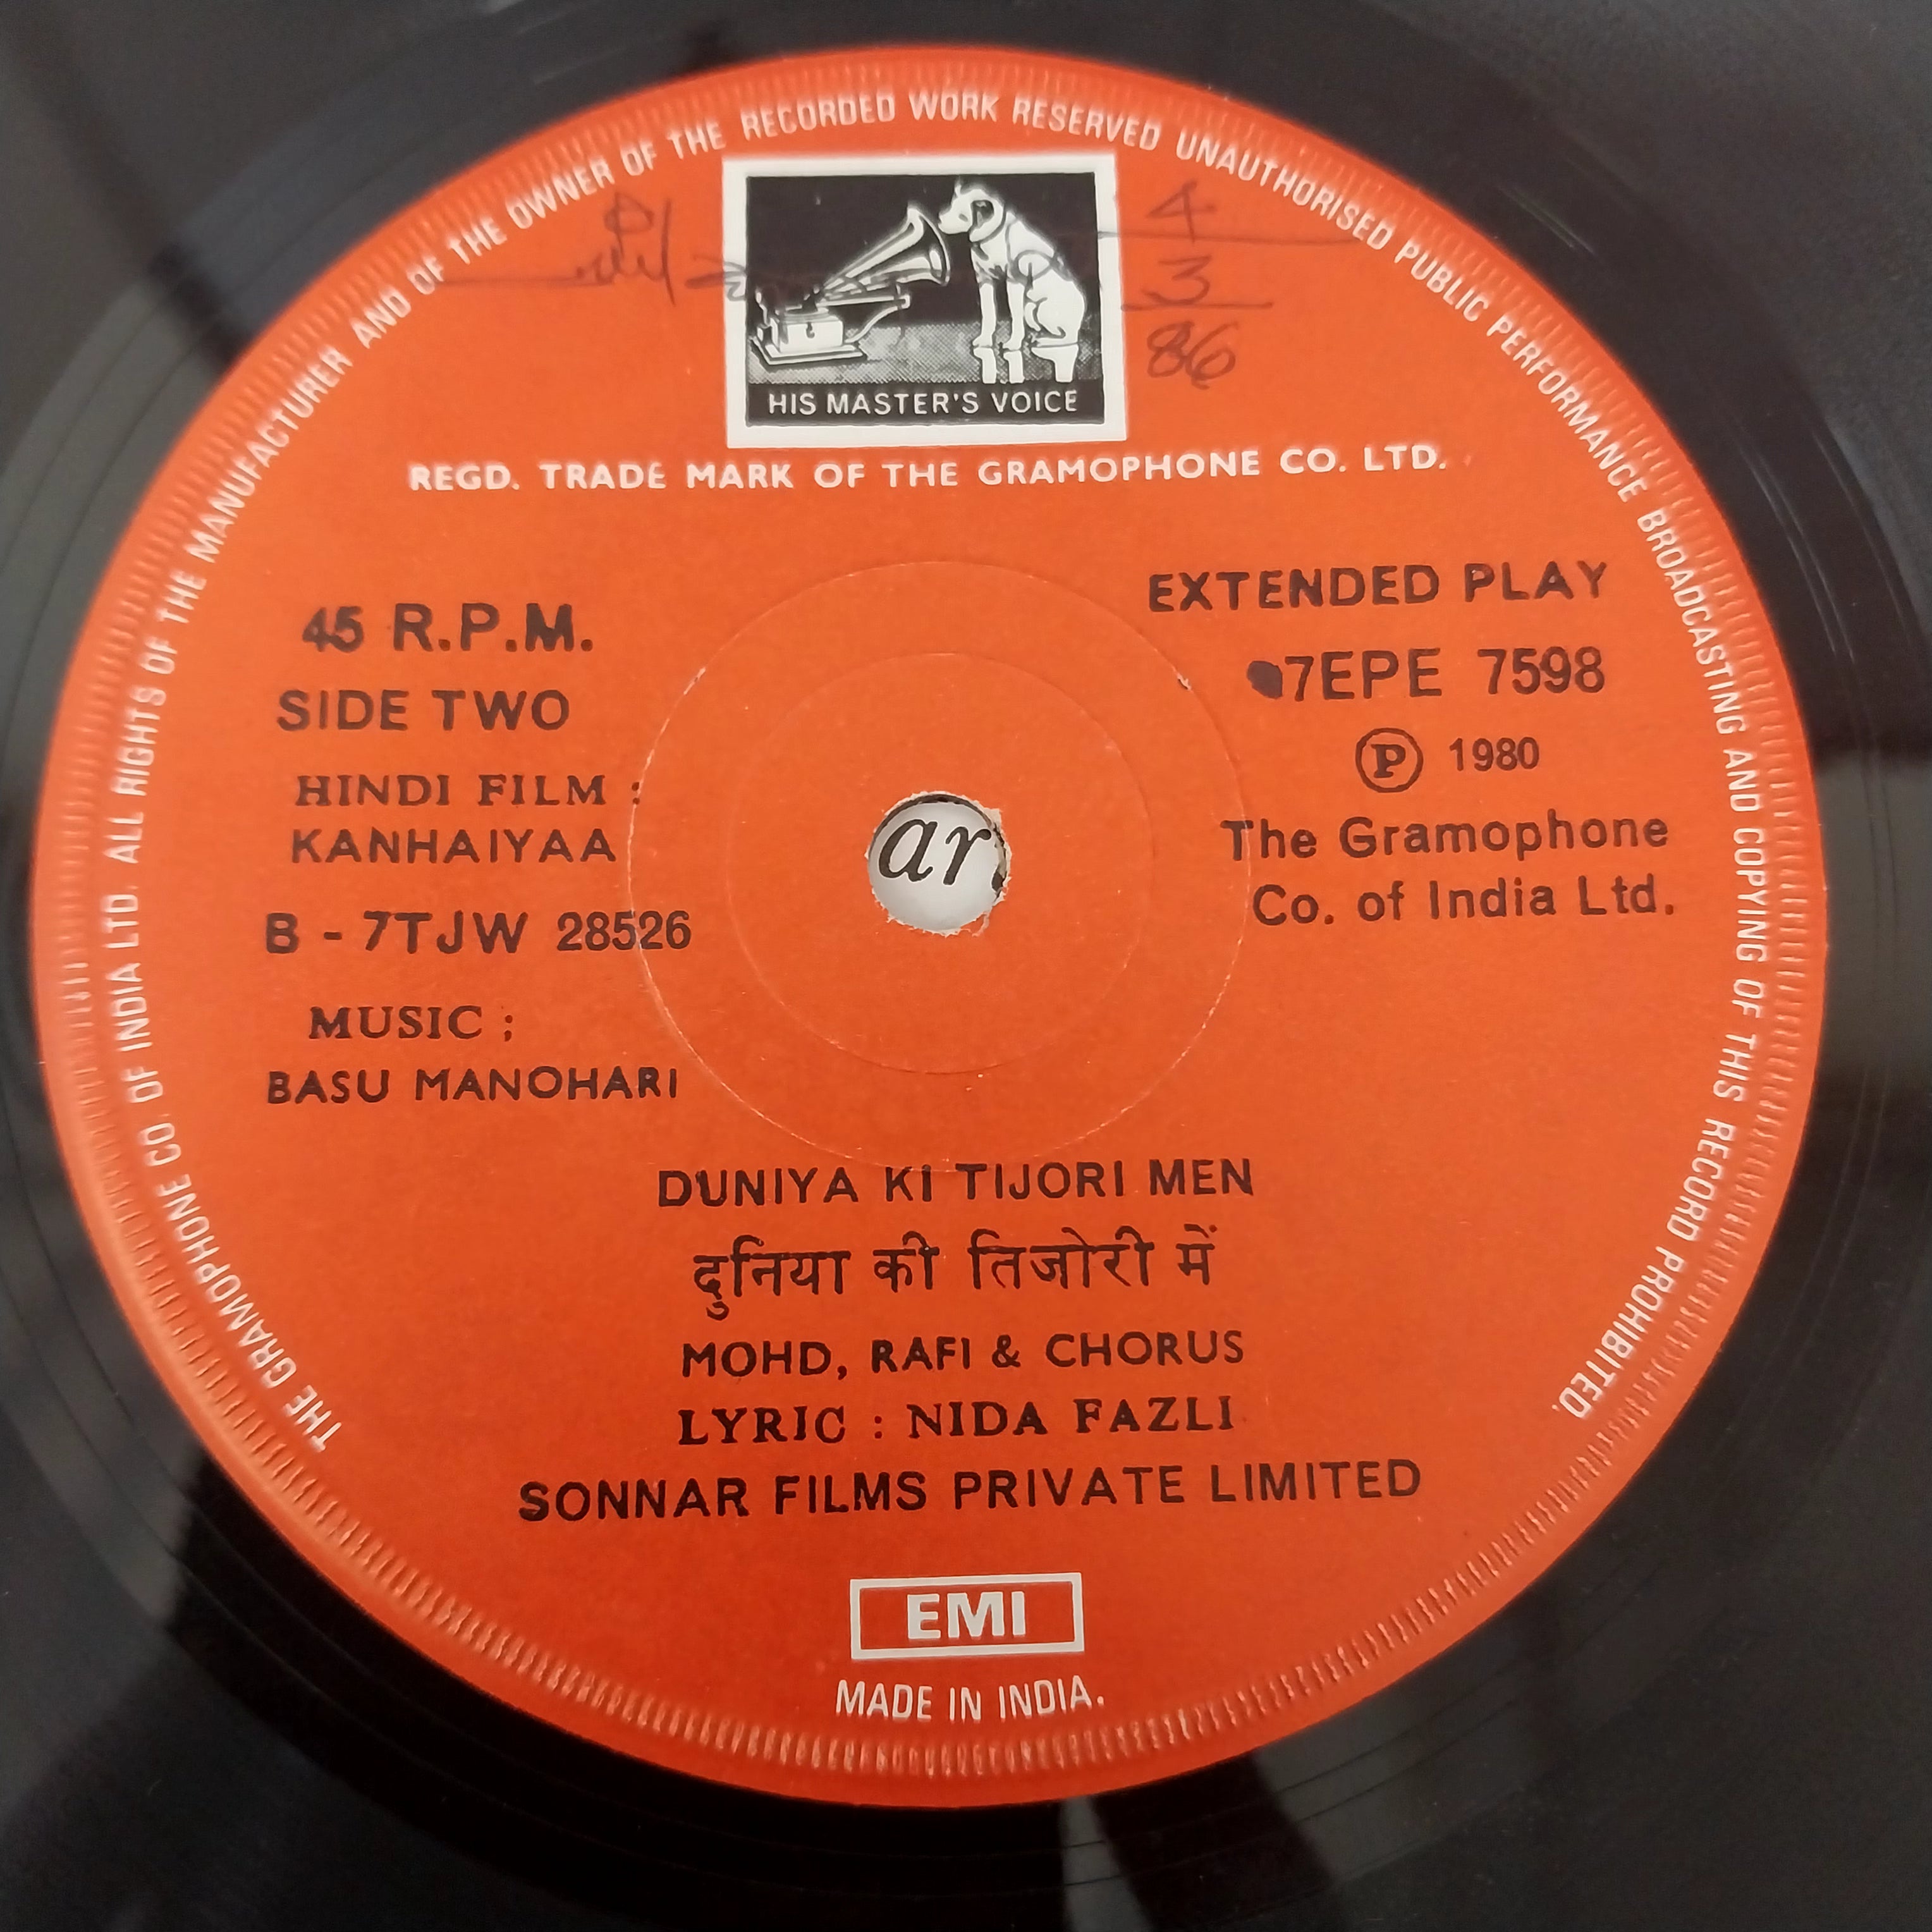 THE GRAMOPHONE CO. OF INDIA LTD. ALL RIGHTS OF THE MANUFACTURER AND OF THE OWNER OF THE RECORDED WORK RESERVED UNAUTHORISED PUBLIC PERFORMANCE BROADCASTING AND COPYING OF THIS RECORD PROHIBITED.
4
3
86
HIS MASTER'S VOICE
REGD. TRADE MARK OF THE GRAMOPHONE CO. LTD.
45 R.P.M.
SIDE TWO
HINDI FILM :
KANHAIYAA
B - 7TJW 28526
MUSIC ;
BASU MANOHARI
EXTENDED PLAY
7EPE 7598
Ⓟ 1980
The Gramophone
Co. of India Ltd.
ar
DUNIYA KI TIJORI MEN
दुनिया की तिजोरी में
MOHD, RAFI & CHORUS
LYRIC : NIDA FAZLI
SONNAR FILMS PRIVATE LIMITED
EMI
MADE IN INDIA.